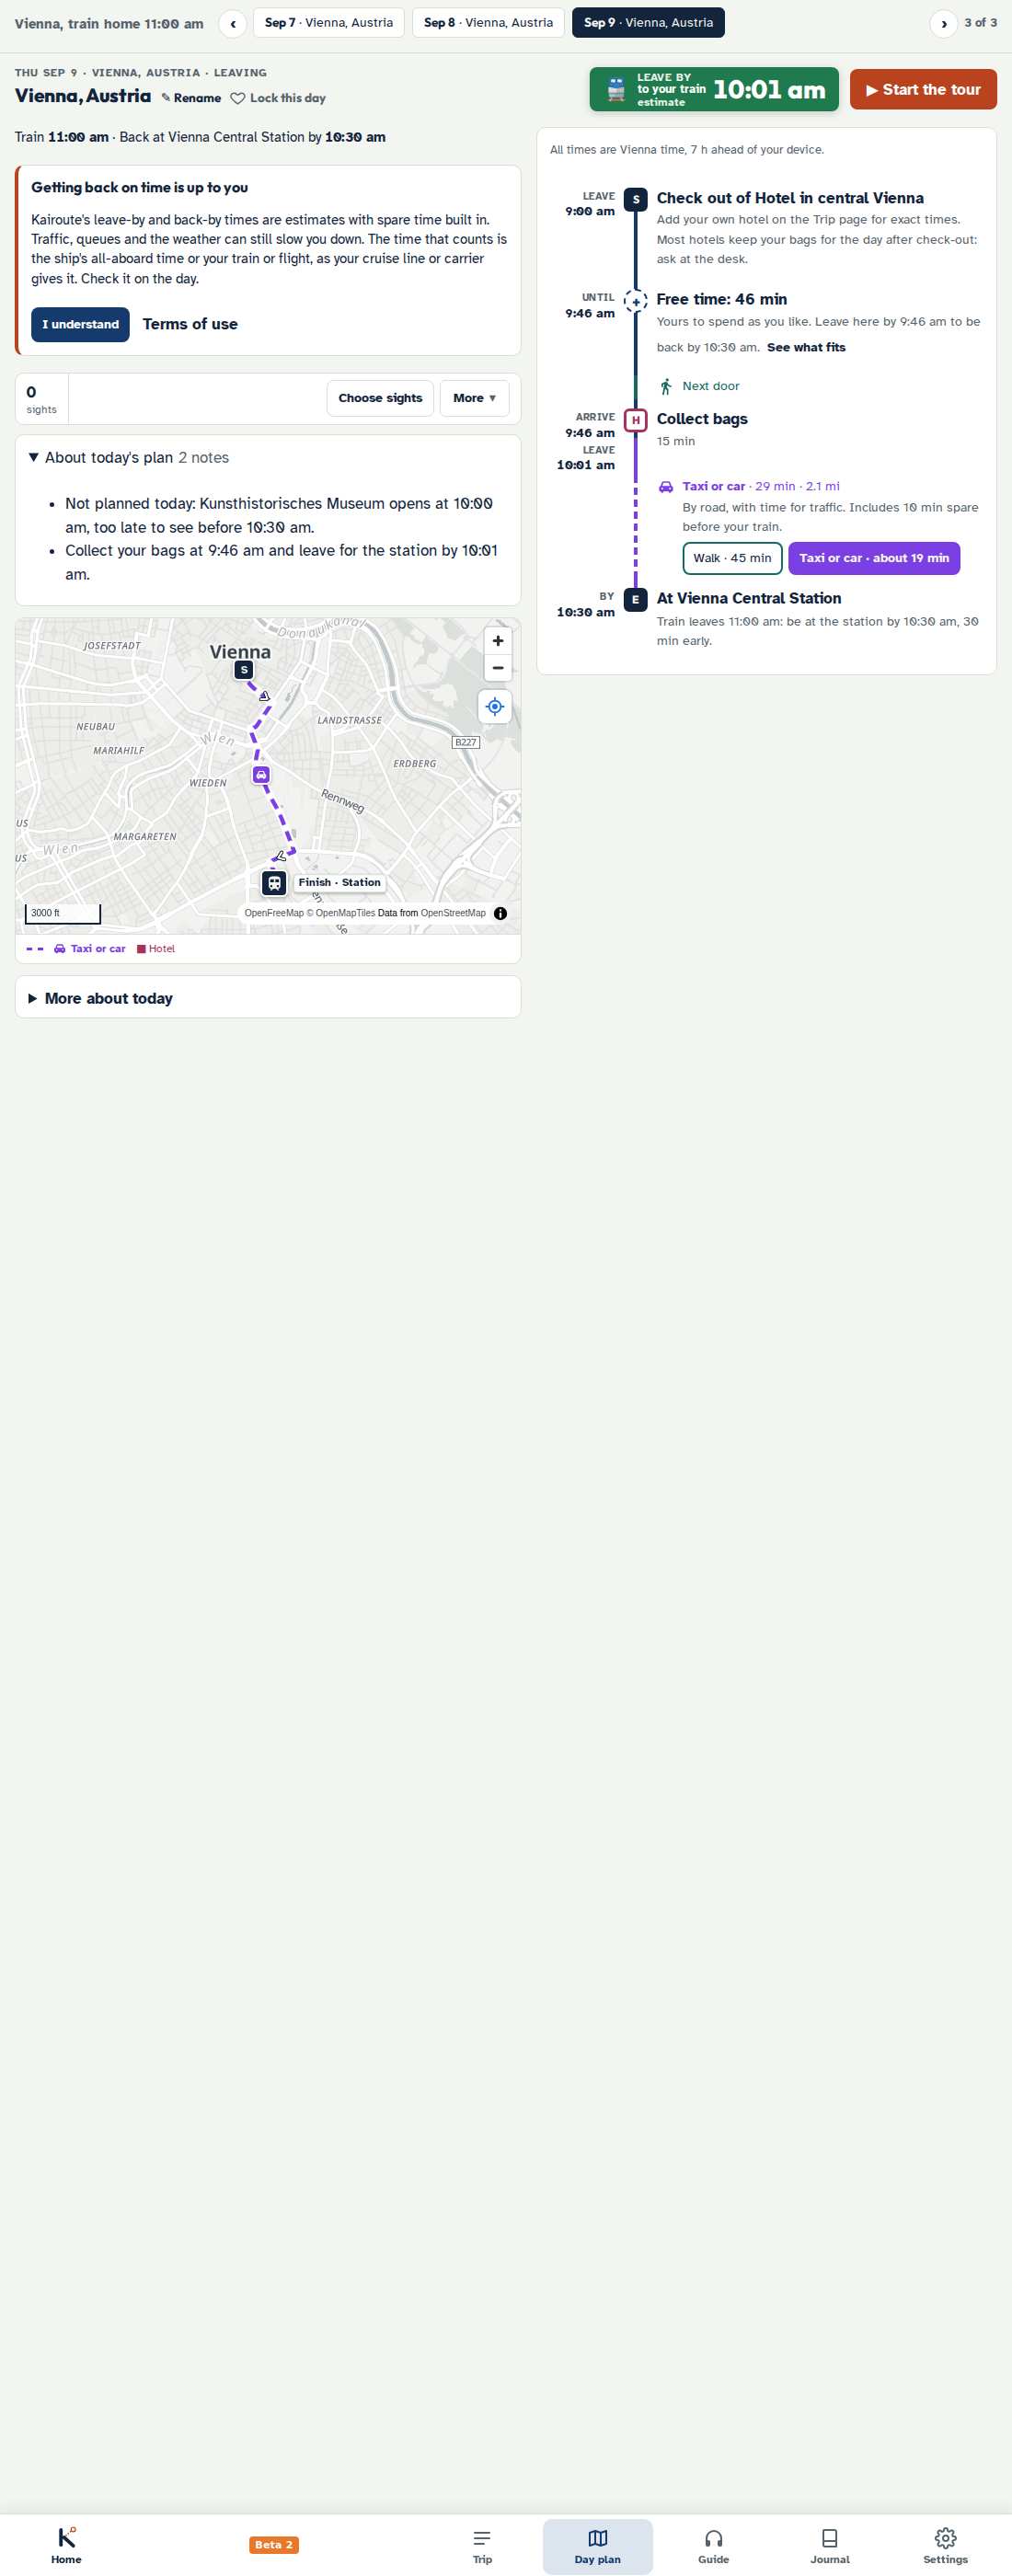 Vienna, train home 11:00 am
‹
Sep 7 · Vienna, Austria
Sep 8 · Vienna, Austria
Sep 9 · Vienna, Austria
›
3 of 3
THU SEP 9 · VIENNA, AUSTRIA · LEAVING
Vienna, Austria
✎ Rename
Lock this day
LEAVE BY
to your train
estimate
10:01 am
▶ Start the tour
Train 11:00 am · Back at Vienna Central Station by 10:30 am
Getting back on time is up to you
Kairoute's leave-by and back-by times are estimates with spare time built in.
Traffic, queues and the weather can still slow you down. The time that counts is
the ship's all-aboard time or your train or flight, as your cruise line or carrier
gives it. Check it on the day.
I understand
Terms of use
0
sights
Choose sights
More ▾
▼ About today's plan 2 notes
• Not planned today: Kunsthistorisches Museum opens at 10:00
am, too late to see before 10:30 am.
• Collect your bags at 9:46 am and leave for the station by 10:01
am.
Donaukanal
JOSEFSTADT
Vienna
S
+
−
NEUBAU
LANDSTRASSE
MARIAHILF
Wien
B227
ERDBERG
WIEDEN
Rennweg
US
MARGARETEN
Wien
US
Finish · Station
3000 ft
OpenFreeMap © OpenMapTiles Data from OpenStreetMap
Taxi or car
Hotel
▶ More about today
All times are Vienna time, 7 h ahead of your device.
LEAVE
9:00 am
S
Check out of Hotel in central Vienna
Add your own hotel on the Trip page for exact times.
Most hotels keep your bags for the day after check-out:
ask at the desk.
UNTIL
9:46 am
+
Free time: 46 min
Yours to spend as you like. Leave here by 9:46 am to be
back by 10:30 am. See what fits
Next door
ARRIVE
9:46 am
LEAVE
10:01 am
H
Collect bags
15 min
Taxi or car · 29 min · 2.1 mi
By road, with time for traffic. Includes 10 min spare
before your train.
Walk · 45 min
Taxi or car · about 19 min
BY
10:30 am
E
At Vienna Central Station
Train leaves 11:00 am: be at the station by 10:30 am, 30
min early.
Home
Beta 2
Trip
Day plan
Guide
Journal
Settings